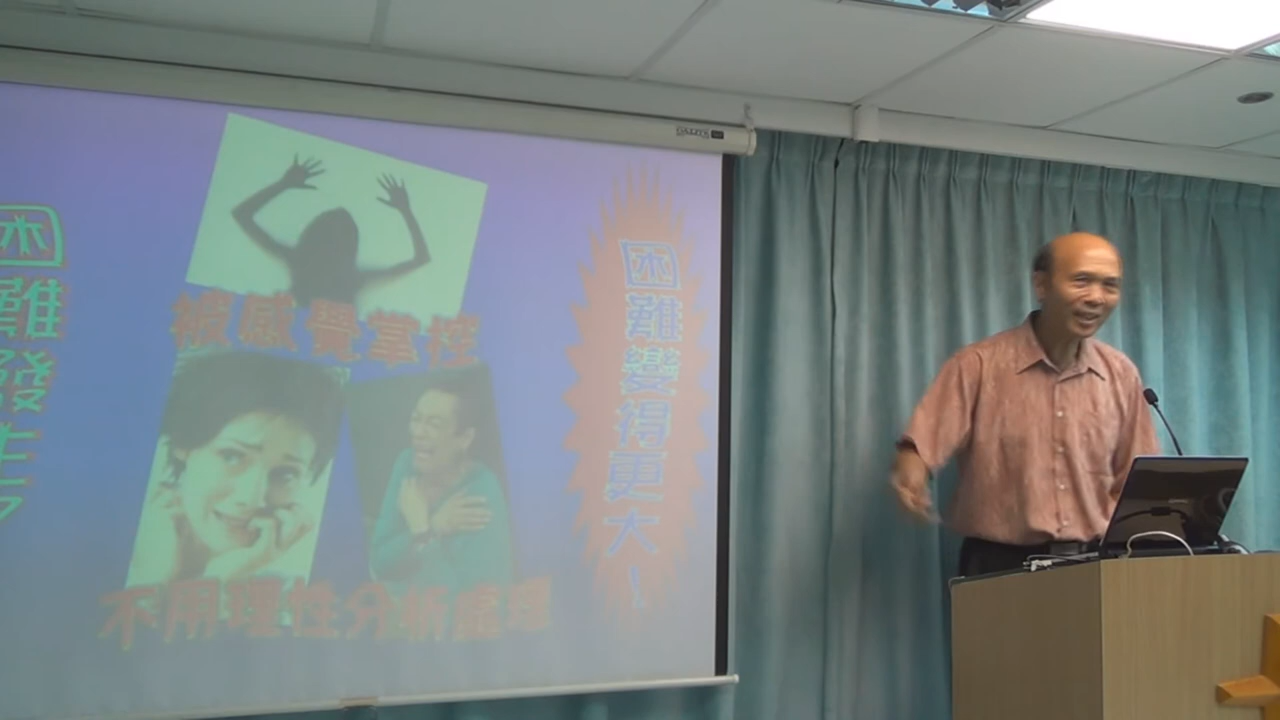 困難發生了
被感覺掌控
不用理性分析處理
困難變得更大！